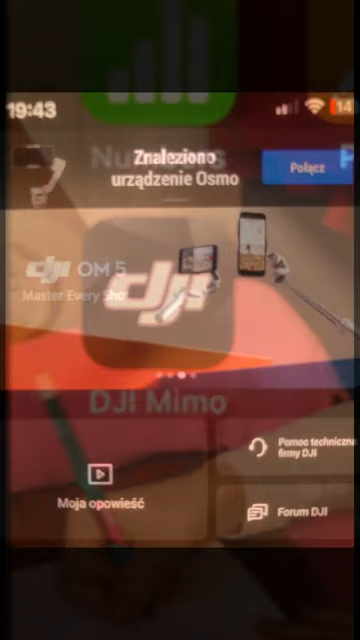 19:43
14
Znaleziono
urządzenie Osmo
Połącz
dji OM 5
Master Every
dji
DJI Mimo
Moja opowieść
Pomoc techniczna
firmy DJI
Forum DJI